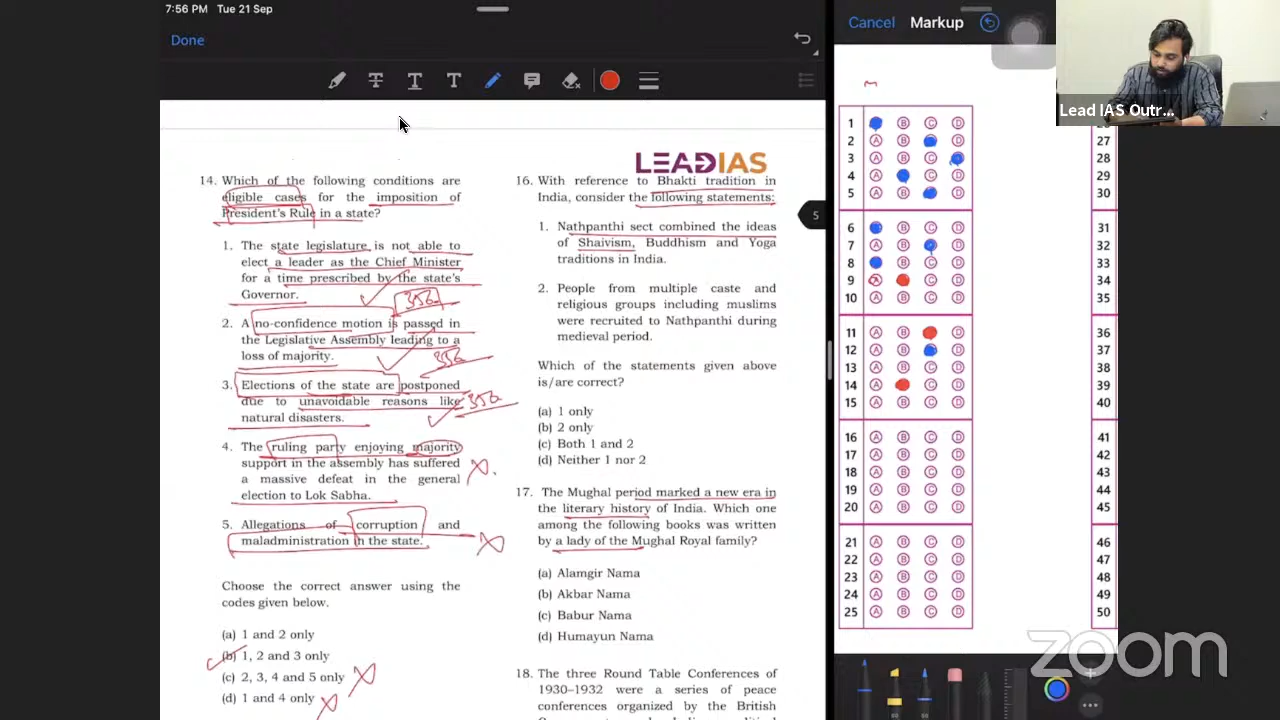 7:56 PM Tue 21 Sep
Done
Cancel Markup
Lead IAS Outr...
LEADIAS
5
14. Which of the following conditions are
eligible cases for the imposition of
President's Rule in a state?
1. The state legislature is not able to
elect a leader as the Chief Minister
for a time prescribed by the state's
Governor.
356
2. A no-confidence motion is passed in
the Legislative Assembly leading to a
loss of majority.
356
3. Elections of the state are postponed
due to unavoidable reasons like
natural disasters.
356
4. The ruling party enjoying majority
support in the assembly has suffered
a massive defeat in the general
election to Lok Sabha.
5. Allegations of corruption and
maladministration in the state.
Choose the correct answer using the
codes given below.
(a) 1 and 2 only
(b) 1, 2 and 3 only
(c) 2, 3, 4 and 5 only
(d) 1 and 4 only
16. With reference to Bhakti tradition in
India, consider the following statements:
1. Nathpanthi sect combined the ideas
of Shaivism, Buddhism and Yoga
traditions in India.
2. People from multiple caste and
religious groups including muslims
were recruited to Nathpanthi during
medieval period.
Which of the statements given above
is/are correct?
(a) 1 only
(b) 2 only
(c) Both 1 and 2
(d) Neither 1 nor 2
17. The Mughal period marked a new era in
the literary history of India. Which one
among the following books was written
by a lady of the Mughal Royal family?
(a) Alamgir Nama
(b) Akbar Nama
(c) Babur Nama
(d) Humayun Nama
18. The three Round Table Conferences of
1930–1932 were a series of peace
conferences organized by the British
1 B C D
2 A B D 27
3 A B C 28
4 A C D 29
5 A B D 30
6 B C D 31
7 A B D 32
8 B C D 33
9 A C D 34
10 A B C D 35
11 A B D 36
12 A B D 37
13 A B C D 38
14 A C D 39
15 A B C D 40
16 A B C D 41
17 A B C D 42
18 A B C D 43
19 A B C D 44
20 A B C D 45
21 A B C D 46
22 A B C D 47
23 A B C D 48
24 A B C D 49
25 A B C D 50
zoom